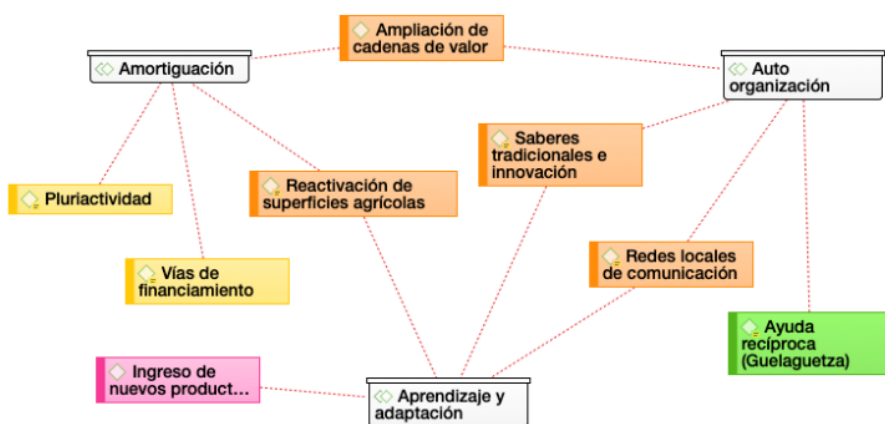 Ampliación de
cadenas de valor
Amortiguación
Auto
organización
Saberes
tradicionales e
innovación
Pluriactividad
Reactivación de
superficies agrícolas
Vías de
financiamiento
Redes locales
de comunicación
Ayuda
recíproca
(Guelaguetza)
Ingreso de
nuevos product...
Aprendizaje y
adaptación